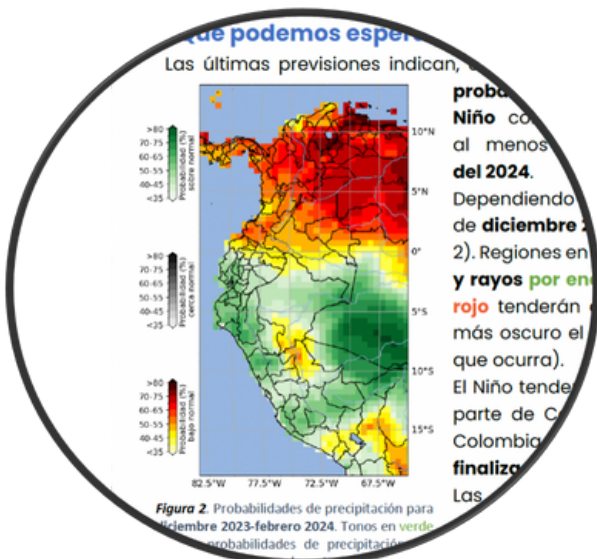 Qué podemos esper
Las últimas previsiones indican,
proba
Niño co
al menos
del 2024.
Dependiendo
de diciembre 2
2). Regiones en
y rayos por en
rojo tenderán
más oscuro el
que ocurra).
El Niño tende
parte de C
Colombia
finaliza
Las
>80
70-75
60-65
50-55
40-45
<35
Probabilidad (%)
sobre normal
>80
70-75
60-65
50-55
40-45
<35
Probabilidad (%)
cerca normal
>80
70-75
60-65
50-55
40-45
<35
Probabilidad (%)
bajo normal
10°N
5°N
0°
5°S
10°S
15°S
82.5°W 77.5°W 72.5°W 67.5°W
Figura 2. Probabilidades de precipitación para
diciembre 2023-febrero 2024. Tonos en verde
probabilidades de precipitación